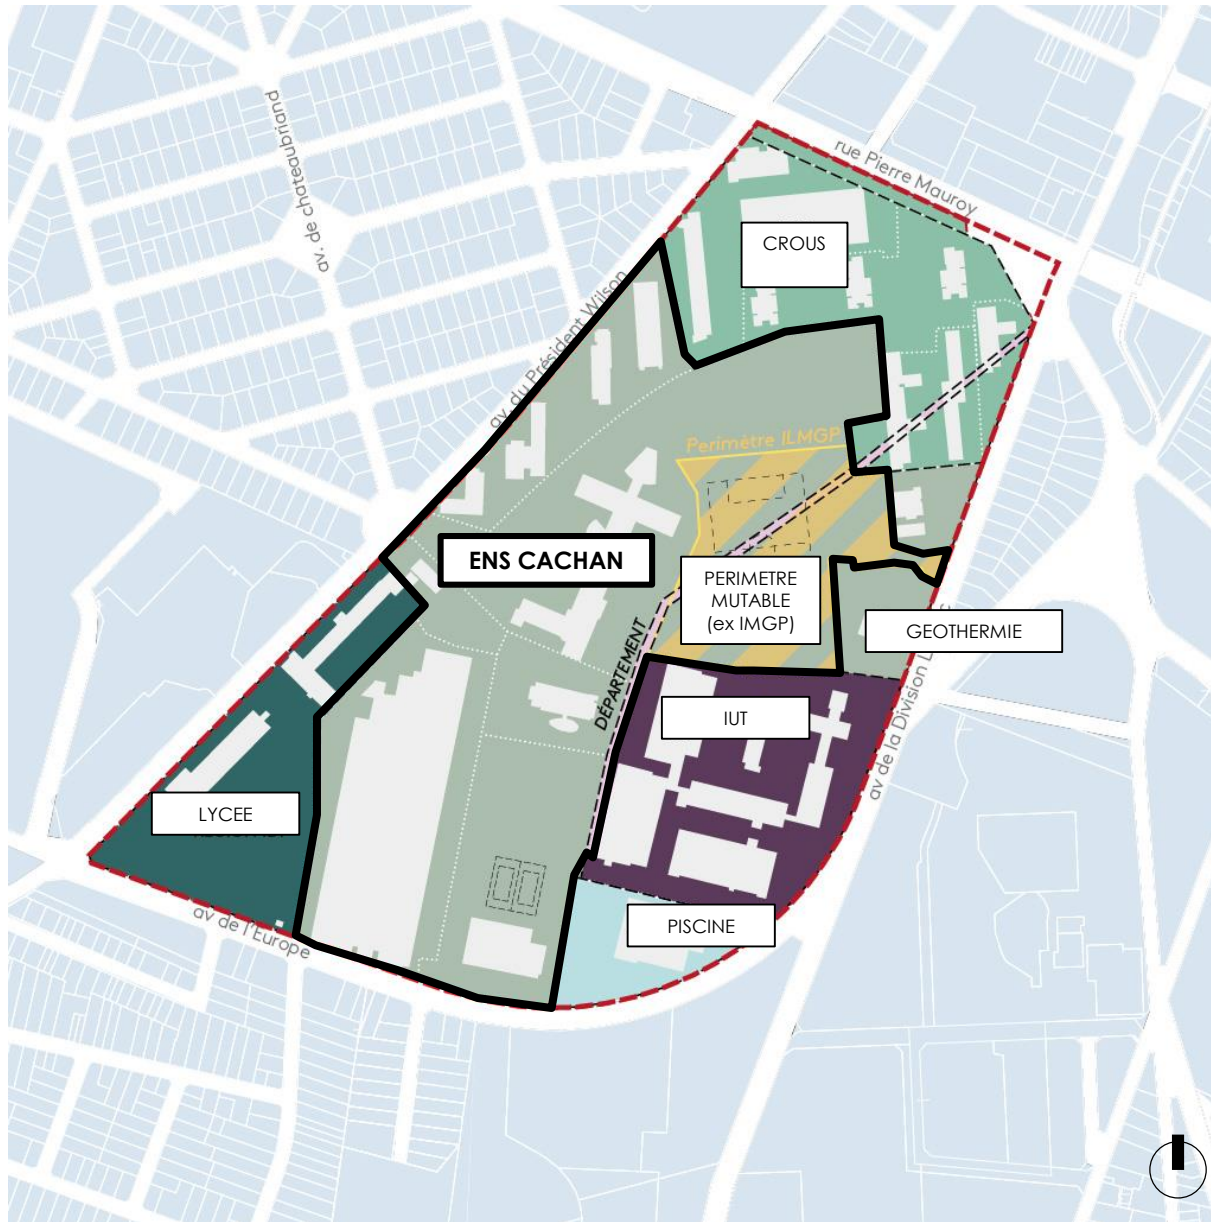 rue Pierre Mauroy
av. de chateaubriand
CROUS
av. du Président Wilson
Perimètre ILMGP
ENS CACHAN
PERIMETRE
MUTABLE
(ex IMGP)
GEOTHERMIE
DÉPARTEMENT
IUT
av de la Division
LYCEE
av de l'Europe
PISCINE